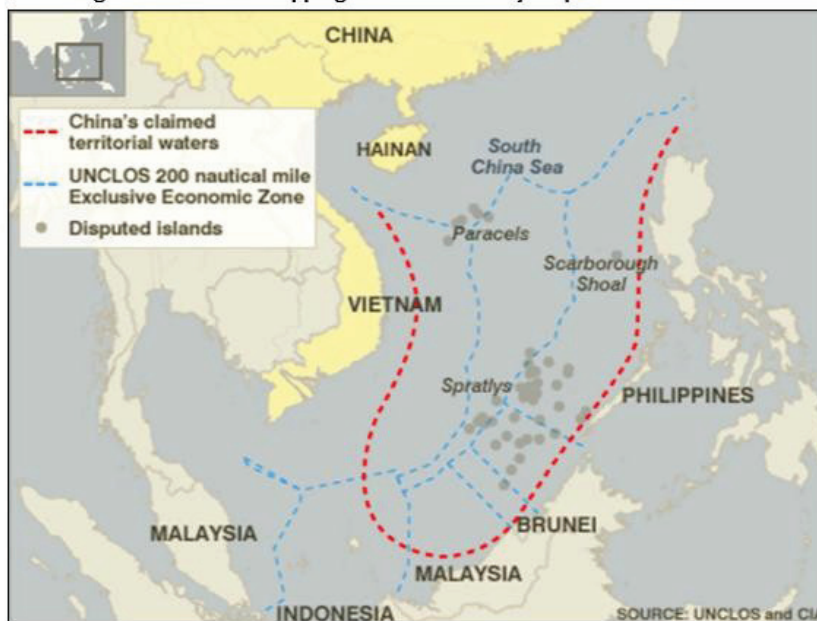 CHINA
China's claimed
territorial waters
UNCLOS 200 nautical mile
Exclusive Economic Zone
Disputed islands
HAINAN
South
China Sea
Paracels
Scarborough
Shoal
VIETNAM
Spratlys
PHILIPPINES
MALAYSIA
BRUNEI
MALAYSIA
INDONESIA
SOURCE: UNCLOS and CIA